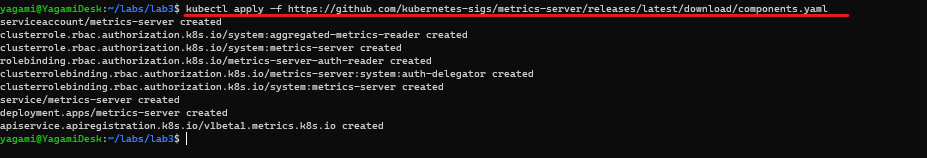 yagami@YagamiDesk:~/labs/lab3$ kubectl apply -f https://github.com/kubernetes-sigs/metrics-server/releases/latest/download/components.yaml
serviceaccount/metrics-server created
clusterrole.rbac.authorization.k8s.io/system:aggregated-metrics-reader created
clusterrole.rbac.authorization.k8s.io/system:metrics-server created
rolebinding.rbac.authorization.k8s.io/metrics-server-auth-reader created
clusterrolebinding.rbac.authorization.k8s.io/metrics-server:system:auth-delegator created
clusterrolebinding.rbac.authorization.k8s.io/system:metrics-server created
service/metrics-server created
deployment.apps/metrics-server created
apiservice.apiregistration.k8s.io/v1beta1.metrics.k8s.io created
yagami@YagamiDesk:~/labs/lab3$